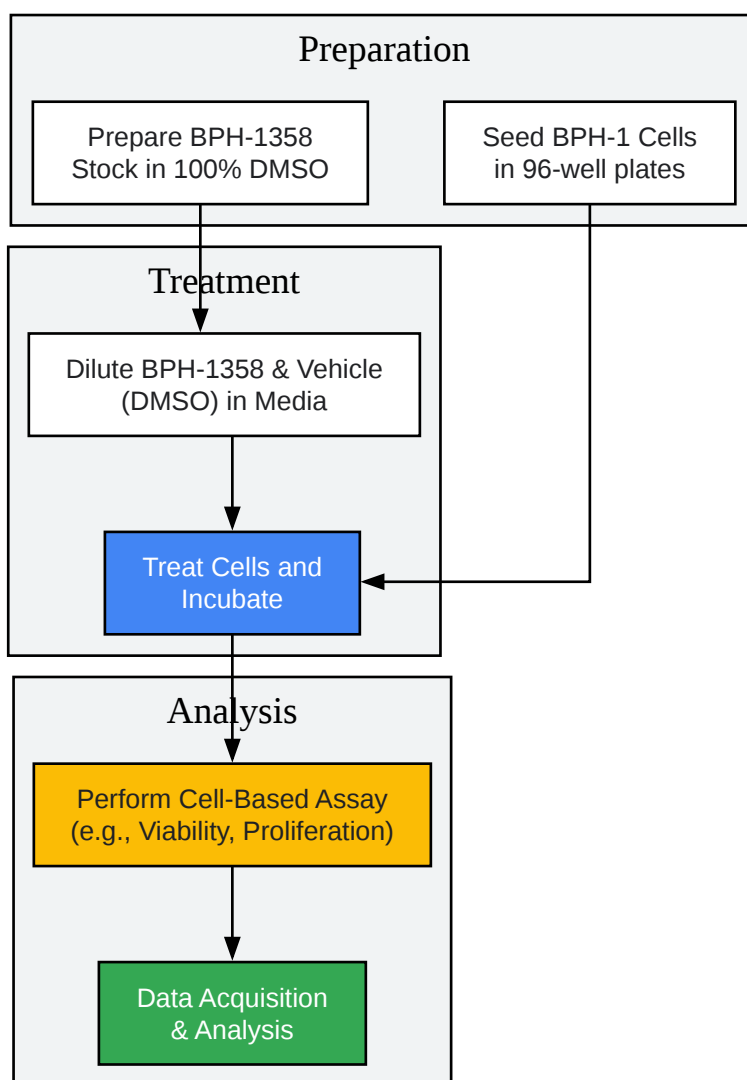 Preparation
Prepare BPH-1358
Stock in 100% DMSO
Seed BPH-1 Cells
in 96-well plates
Treatment
Dilute BPH-1358 & Vehicle
(DMSO) in Media
Treat Cells and
Incubate
Analysis
Perform Cell-Based Assay
(e.g., Viability, Proliferation)
Data Acquisition
& Analysis